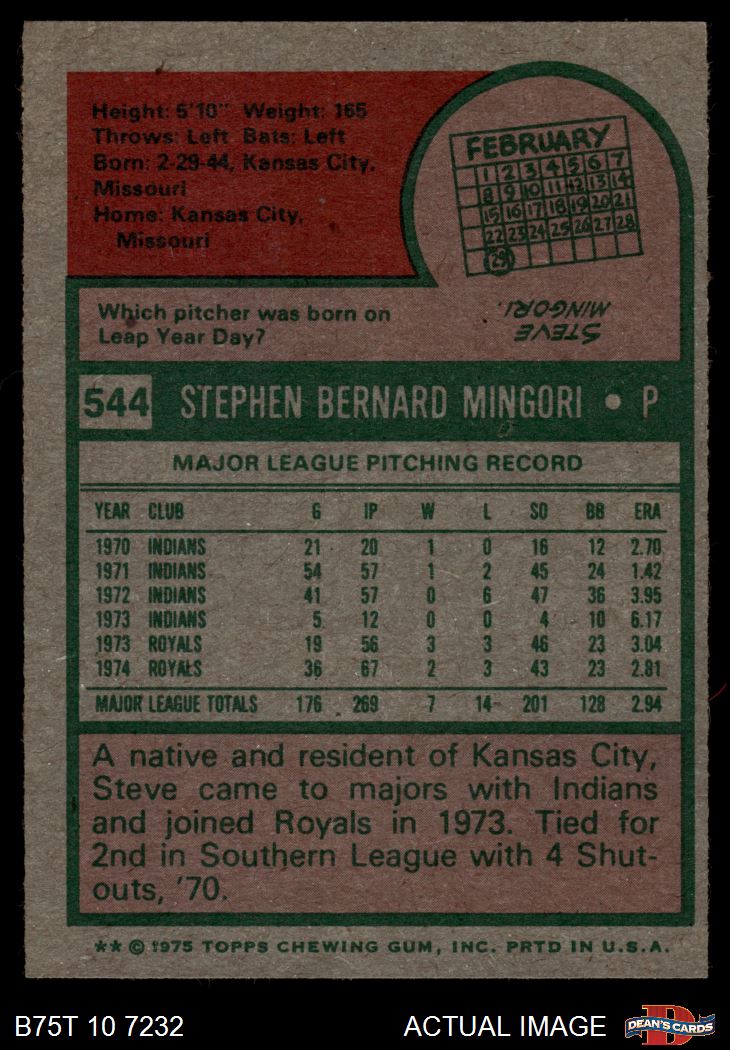 Height: 5'10" Weight: 165
Throws: Left Bats: Left
Born: 2-29-44, Kansas City,
Missouri
Home: Kansas City,
Missouri
FEBRUARY
1 2 3 4 5 6 7
8 9 10 11 12 13 14
15 16 17 18 19 20 21
22 23 24 25 26 27 28
29
Which pitcher was born on
Leap Year Day?
STEVE
MINGORI.
544 STEPHEN BERNARD MINGORI • P
MAJOR LEAGUE PITCHING RECORD
YEAR CLUB G IP W L SO BB ERA
1970 INDIANS 21 20 1 0 16 12 2.70
1971 INDIANS 54 57 1 2 45 24 1.42
1972 INDIANS 41 57 0 6 47 36 3.95
1973 INDIANS 5 12 0 0 4 10 6.17
1973 ROYALS 19 56 3 3 46 23 3.04
1974 ROYALS 36 67 2 3 43 23 2.81
MAJOR LEAGUE TOTALS 176 269 7 14 201 128 2.94
A native and resident of Kansas City,
Steve came to majors with Indians
and joined Royals in 1973. Tied for
2nd in Southern League with 4 Shut-
outs, '70.
** © 1975 TOPPS CHEWING GUM, INC. PRTD IN U.S.A.
B75T 10 7232 ACTUAL IMAGE
D
DEAN'S CARDS